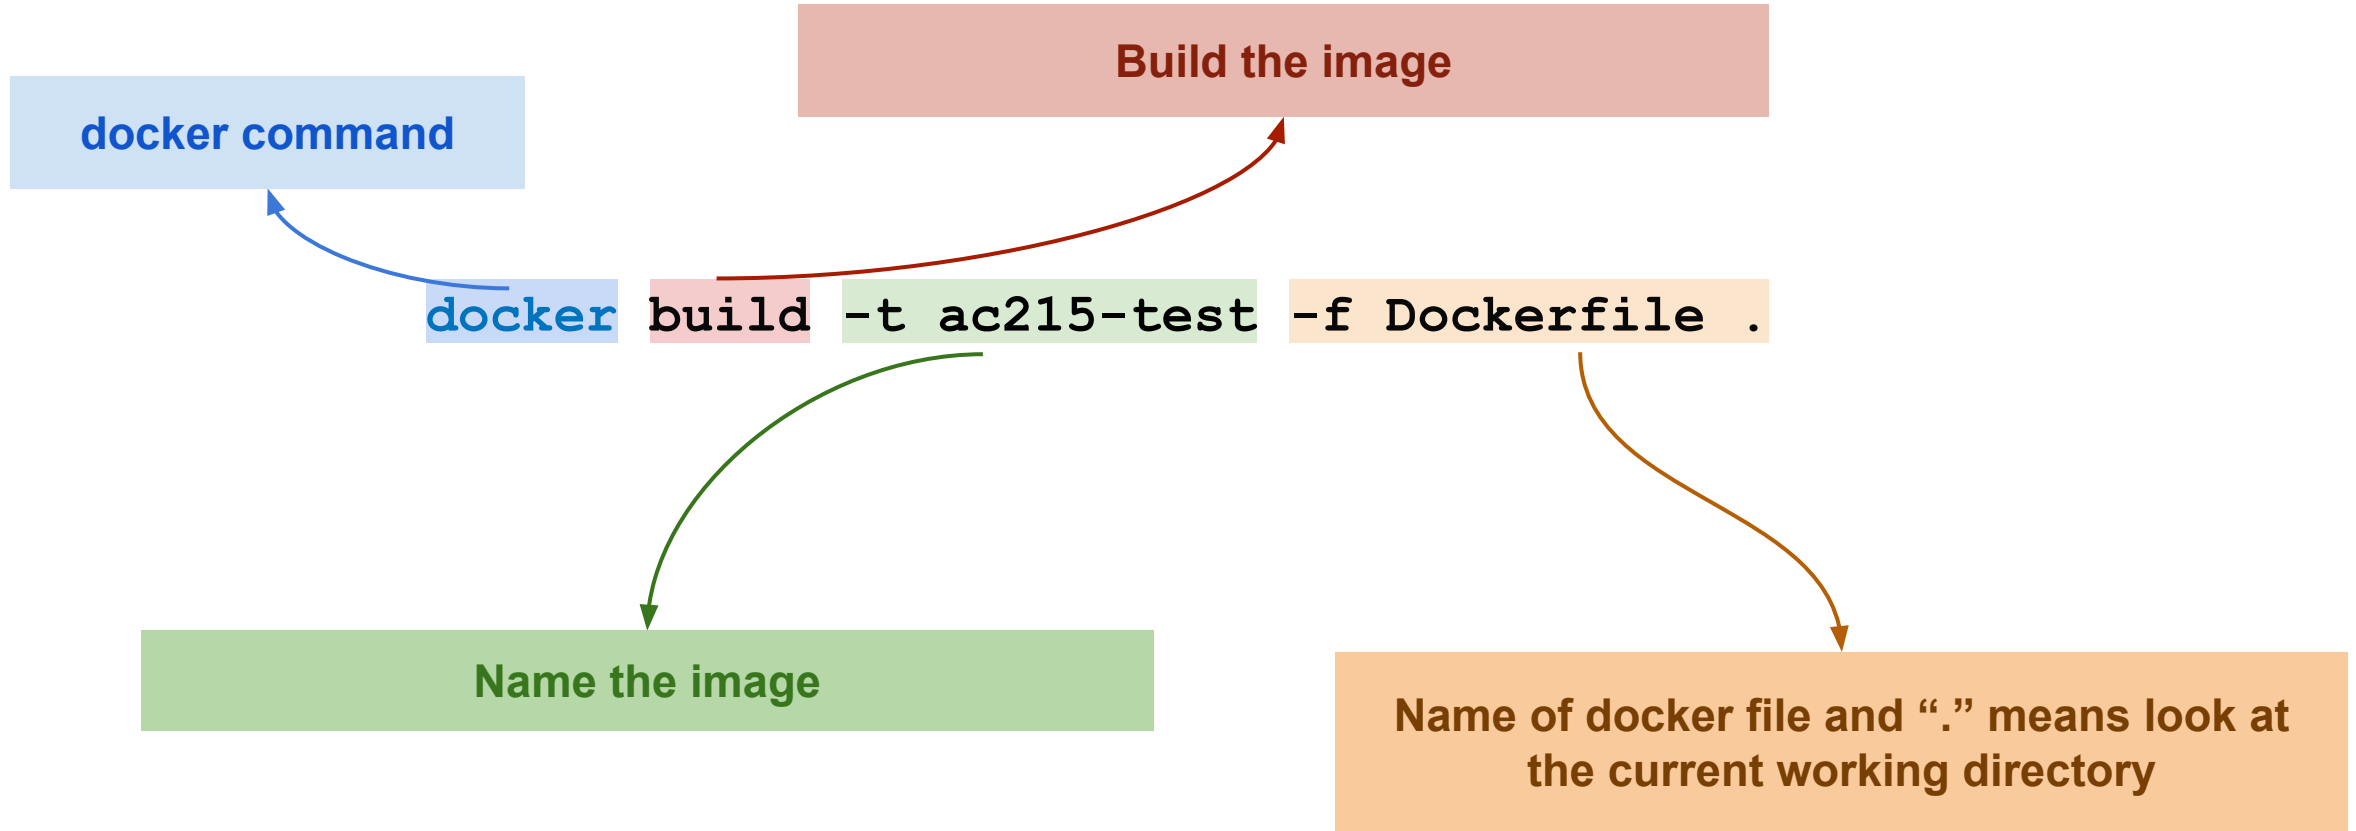 Build the image
docker command
docker build -t ac215-test -f Dockerfile .
Name the image
Name of docker file and “.” means look at
the current working directory